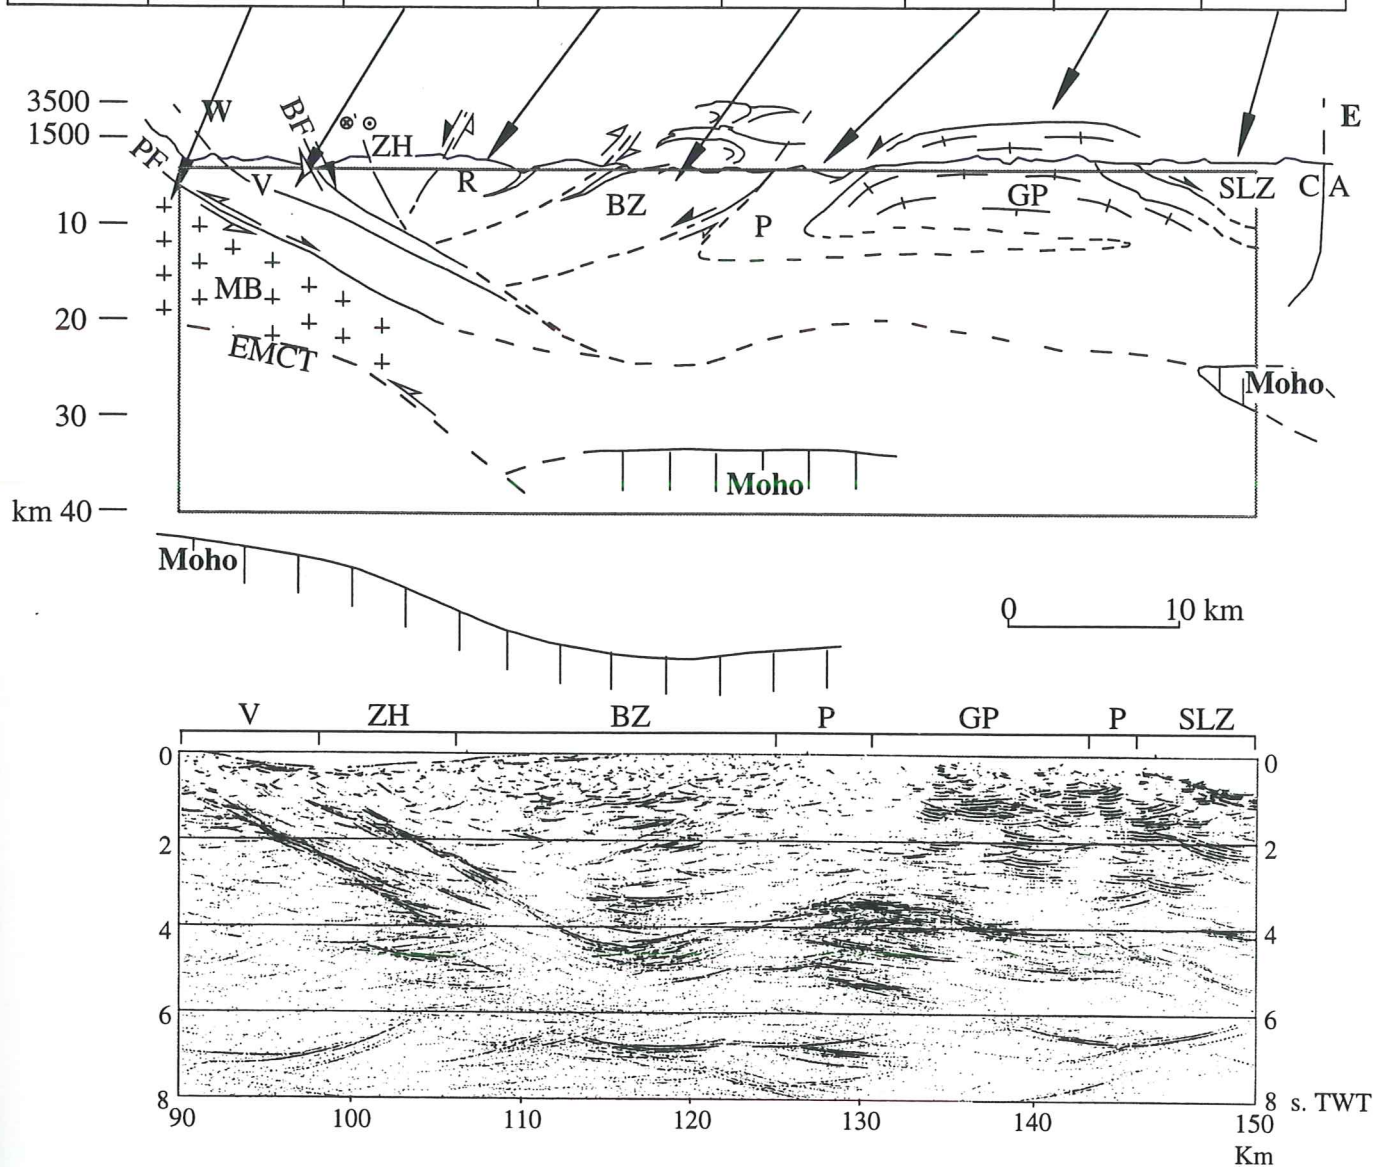 3500
1500
10
20
30
km 40
W
E
PF
BF
ZH
V
R
BZ
P
GP
SLZ
C A
MB
EMCT
Moho
Moho
Moho
0 10 km
V ZH BZ P GP P SLZ
0 0
2 2
4 4
6 6
8 8 s. TWT
90 100 110 120 130 140 150
Km